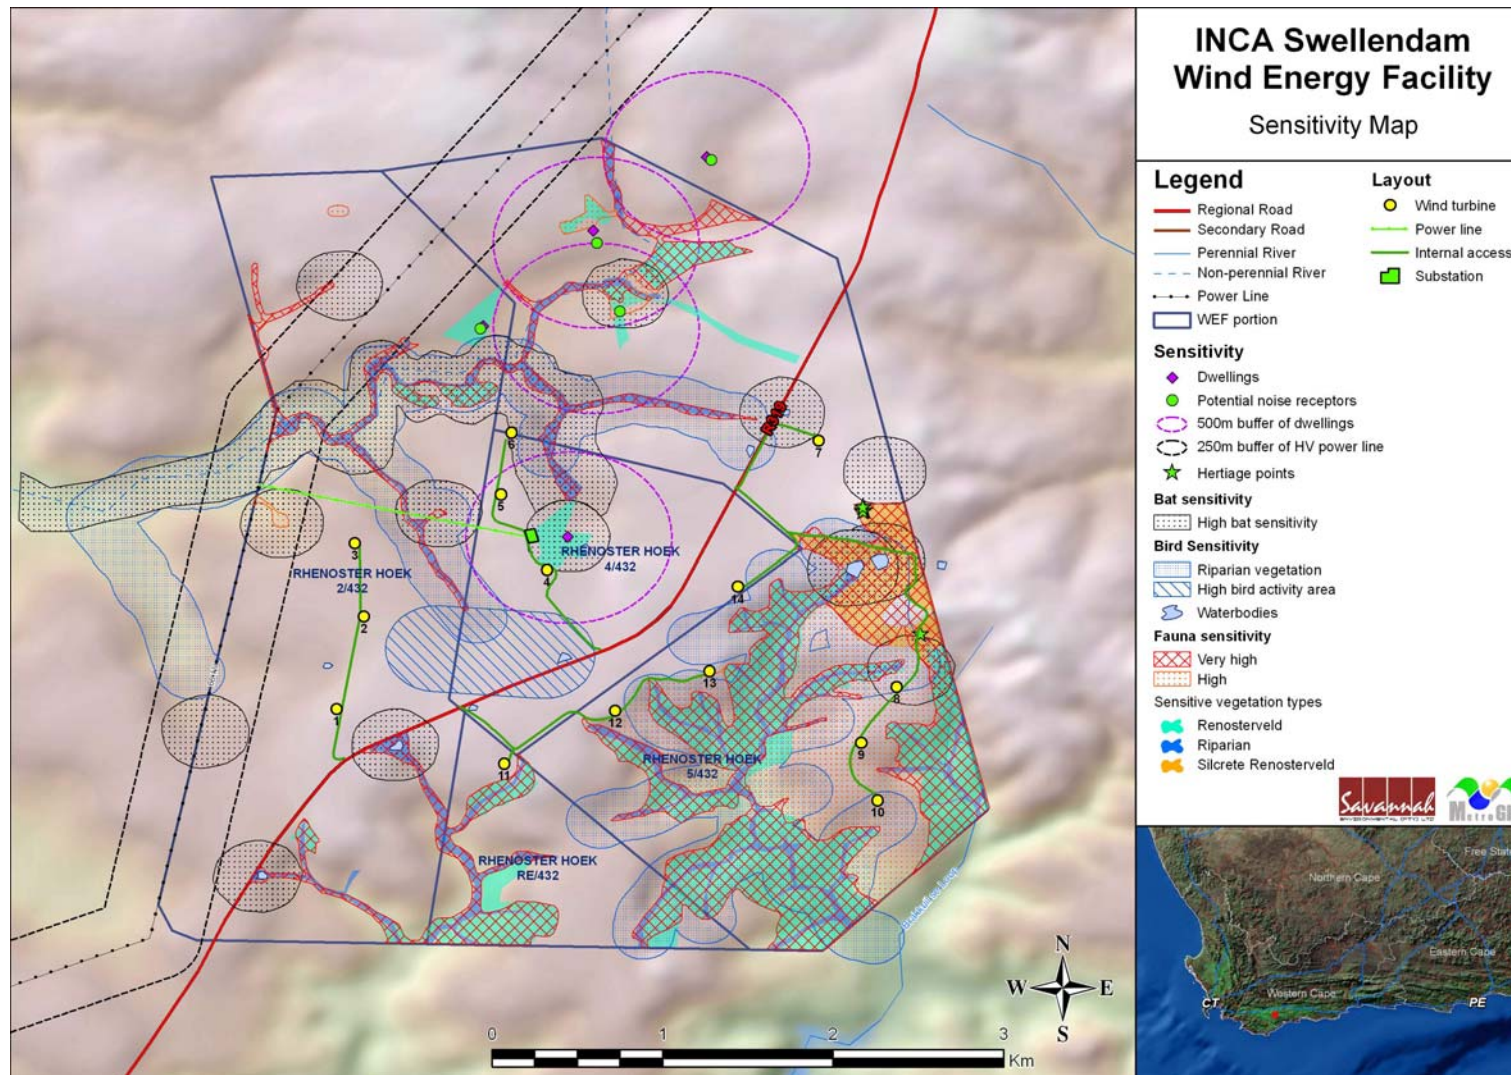 INCA Swellendam
Wind Energy Facility
Sensitivity Map
Legend
Regional Road
Secondary Road
Perennial River
Non-perennial River
Power Line
WEF portion
Layout
Wind turbine
Power line
Internal access
Substation
Sensitivity
Dwellings
Potential noise receptors
500m buffer of dwellings
250m buffer of HV power line
Hertiage points
Bat sensitivity
High bat sensitivity
Bird Sensitivity
Riparian vegetation
High bird activity area
Waterbodies
Fauna sensitivity
Very high
High
Sensitive vegetation types
Renosterveld
Riparian
Silcrete Renosterveld
Savannah
ENVIRONMENTAL (PTY) LTD
MetroGI
Free Stat
Northern Cape
Eastern Cape
Western Cape
CT
PE
6
7
5
3
RHENOSTER HOEK
4/432
RHENOSTER HOEK
2/432
4
14
2
13
8
1
12
9
RHENOSTER HOEK
5/432
11
10
RHENOSTER HOEK
RE/432
N
W
E
S
0
1
2
3
Km